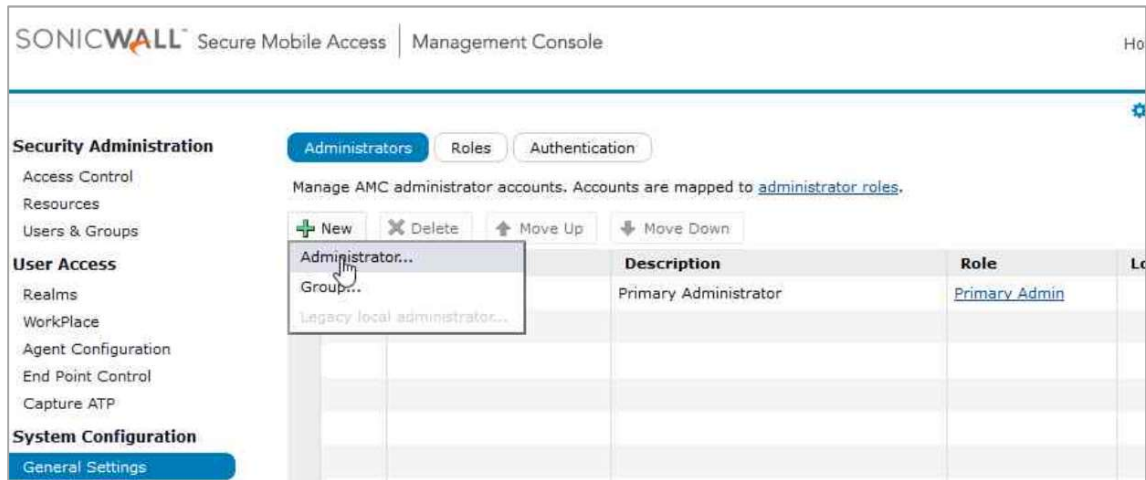 SONICWALL™ Secure Mobile Access | Management Console
Ho
Security Administration
Access Control
Resources
Users & Groups
User Access
Realms
WorkPlace
Agent Configuration
End Point Control
Capture ATP
System Configuration
General Settings
Administrators Roles Authentication
Manage AMC administrator accounts. Accounts are mapped to administrator roles.
New Delete Move Up Move Down
Administrator...
Group...
Legacy local administrator...
Description Role Lo
Primary Administrator Primary Admin